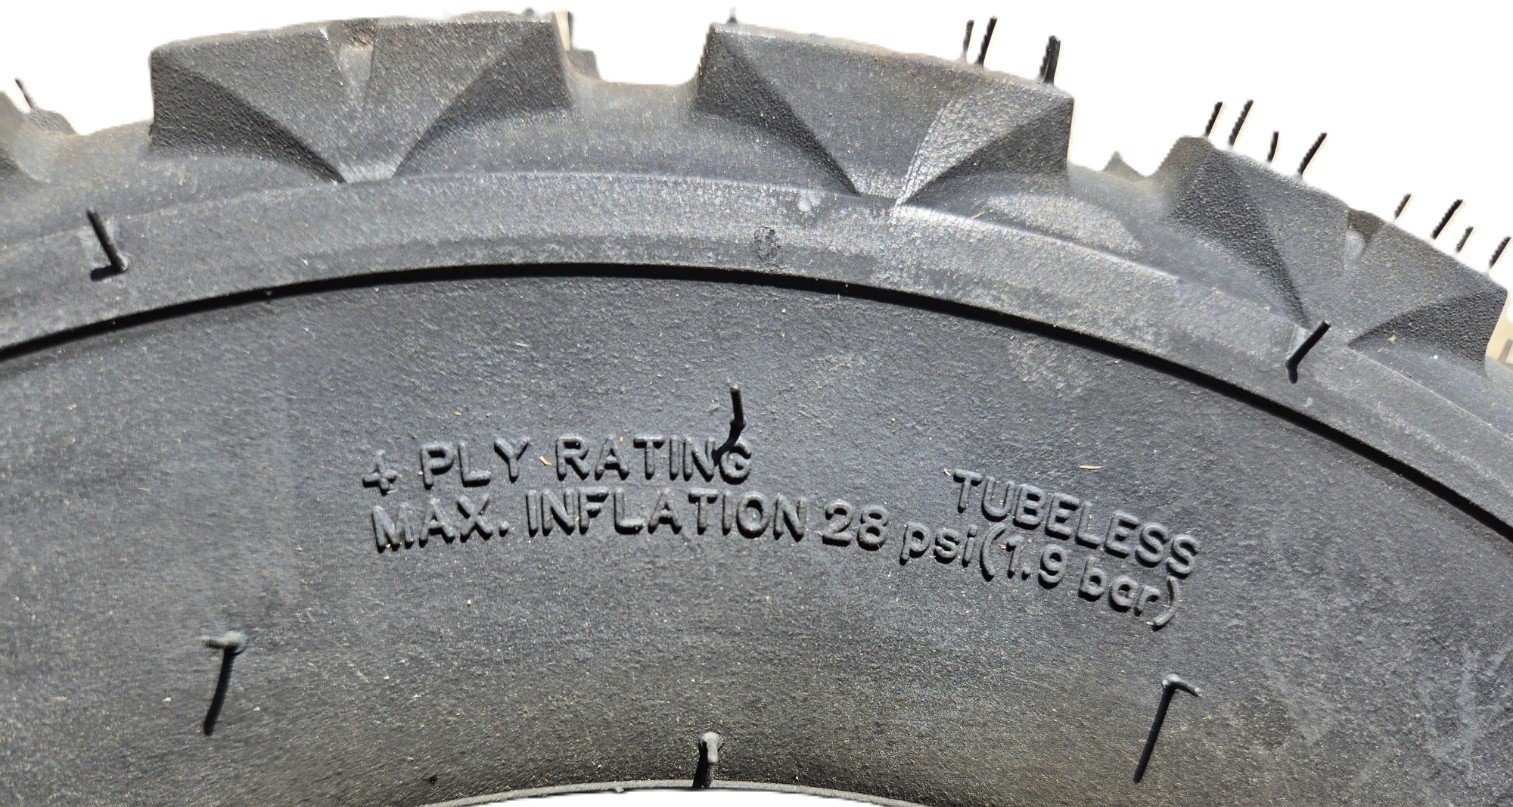 4 PLY RATING
TUBELESS
MAX. INFLATION 28 psi(1.9 bar)